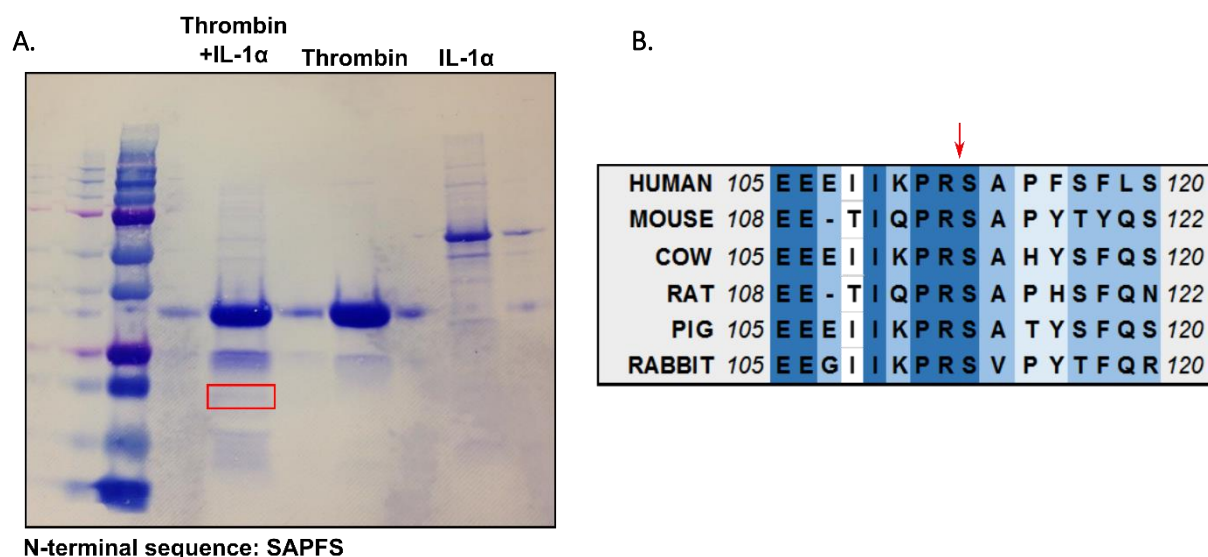 A.
Thrombin
+IL-1α
Thrombin
IL-1α
N-terminal sequence: SAPFS
B.
HUMAN 105 E E E I I K P R S A P F S F L S 120
MOUSE 108 E E - T I Q P R S A P Y T Y Q S 122
COW 105 E E E I I K P R S A H Y S F Q S 120
RAT 108 E E - T I Q P R S A P H S F Q N 122
PIG 105 E E E I I K P R S A T Y S F Q S 120
RABBIT 105 E E G I I K P R S V P Y T F Q R 120